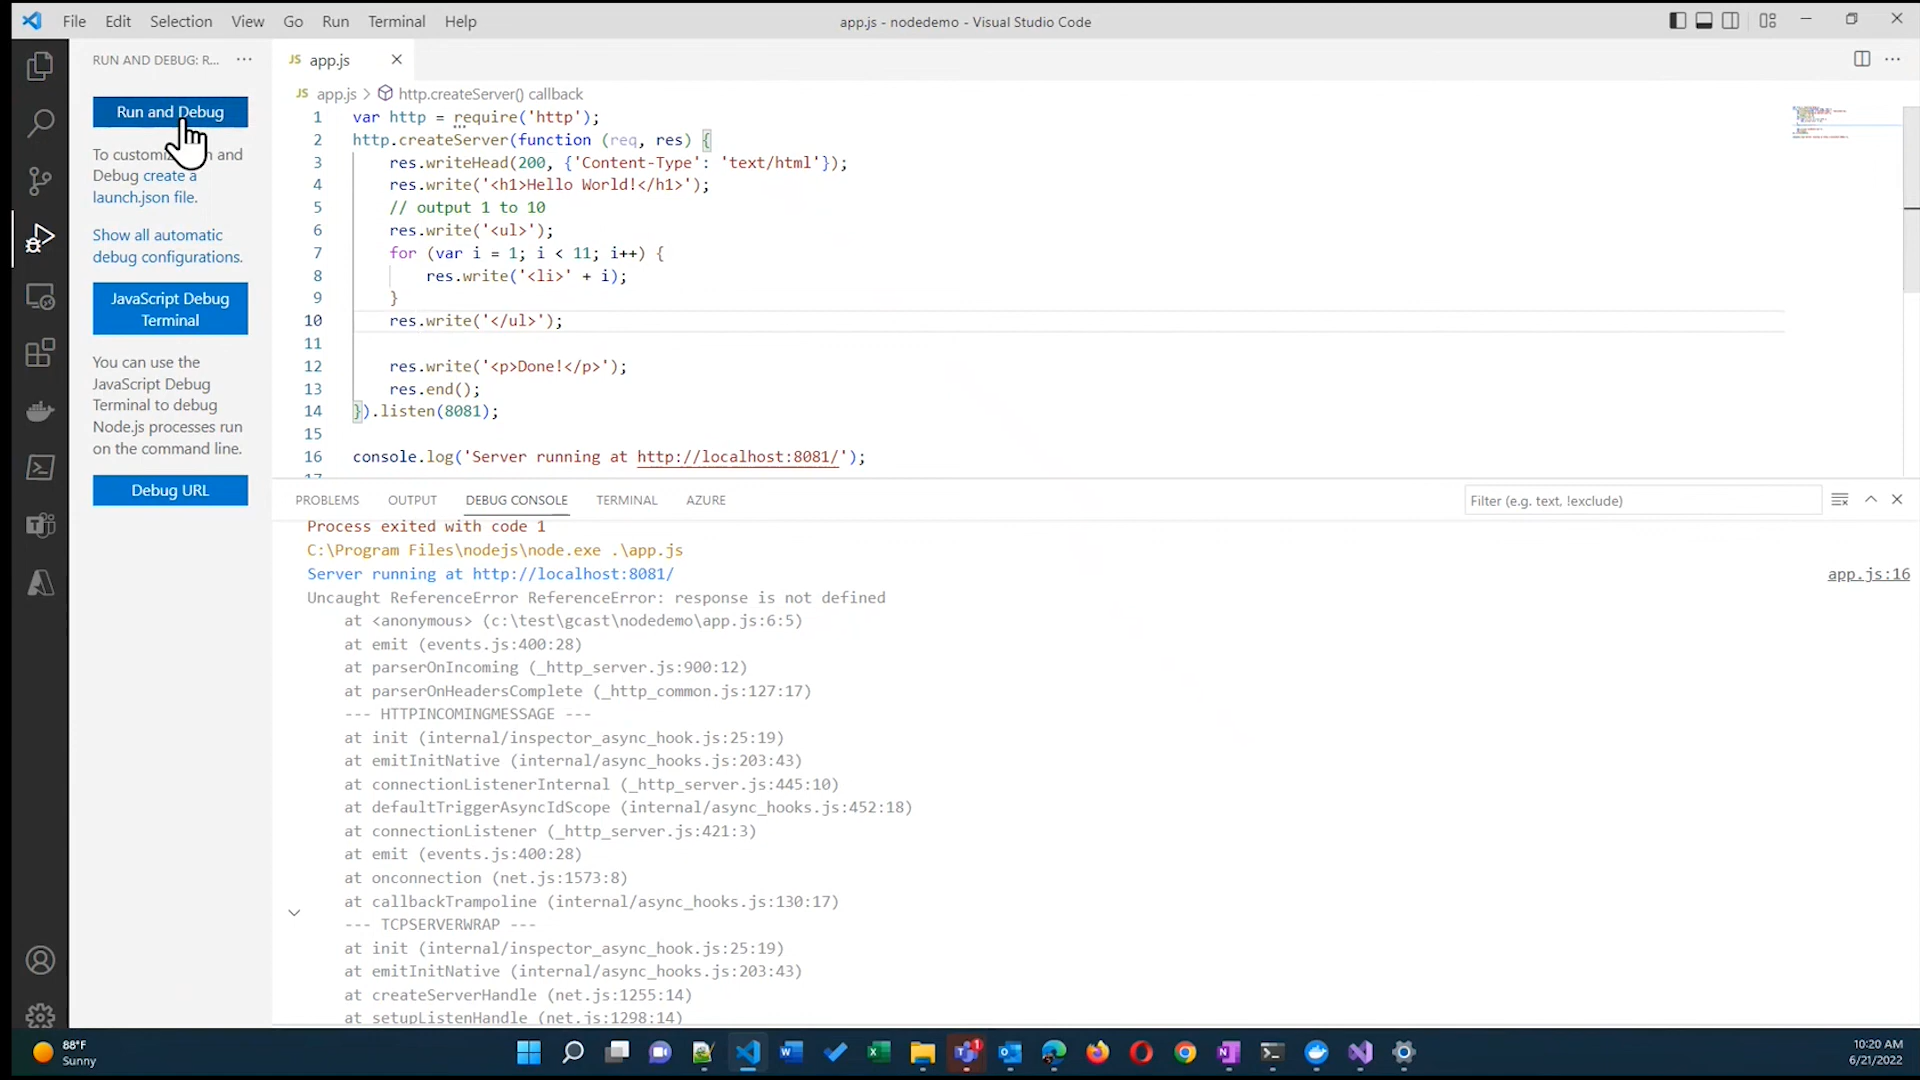 File Edit Selection View Go Run Terminal Help
app.js - nodedemo - Visual Studio Code
RUN AND DEBUG: R... ···
Run and Debug
To customiz n and
Debug create a
launch.json file.
Show all automatic
debug configurations.
JavaScript Debug
Terminal
You can use the
JavaScript Debug
Terminal to debug
Node.js processes run
on the command line.
Debug URL
JS app.js
JS app.js > http.createServer() callback
1 var http = require('http');
2 http.createServer(function (req, res) {
3 res.writeHead(200, {'Content-Type': 'text/html'});
4 res.write('<h1>Hello World!</h1>');
5 // output 1 to 10
6 res.write('<ul>');
7 for (var i = 1; i < 11; i++) {
8 res.write('<li>' + i);
9 }
10 res.write('</ul>');
11
12 res.write('<p>Done!</p>');
13 res.end();
14 }).listen(8081);
15
16 console.log('Server running at http://localhost:8081/');
17
PROBLEMS OUTPUT DEBUG CONSOLE TERMINAL AZURE
Filter (e.g. text, !exclude)
Process exited with code 1
C:\Program Files\nodejs\node.exe .\app.js
Server running at http://localhost:8081/
app.js:16
Uncaught ReferenceError ReferenceError: response is not defined
at <anonymous> (c:\test\gcast\nodedemo\app.js:6:5)
at emit (events.js:400:28)
at parserOnIncoming (_http_server.js:900:12)
at parserOnHeadersComplete (_http_common.js:127:17)
--- HTTPINCOMINGMESSAGE ---
at init (internal/inspector_async_hook.js:25:19)
at emitInitNative (internal/async_hooks.js:203:43)
at connectionListenerInternal (_http_server.js:445:10)
at defaultTriggerAsyncIdScope (internal/async_hooks.js:452:18)
at connectionListener (_http_server.js:421:3)
at emit (events.js:400:28)
at onconnection (net.js:1573:8)
at callbackTrampoline (internal/async_hooks.js:130:17)
--- TCPSERVERWRAP ---
at init (internal/inspector_async_hook.js:25:19)
at emitInitNative (internal/async_hooks.js:203:43)
at createServerHandle (net.js:1255:14)
at setupListenHandle (net.js:1298:14)
88°F
Sunny
1
10:20 AM
6/21/2022